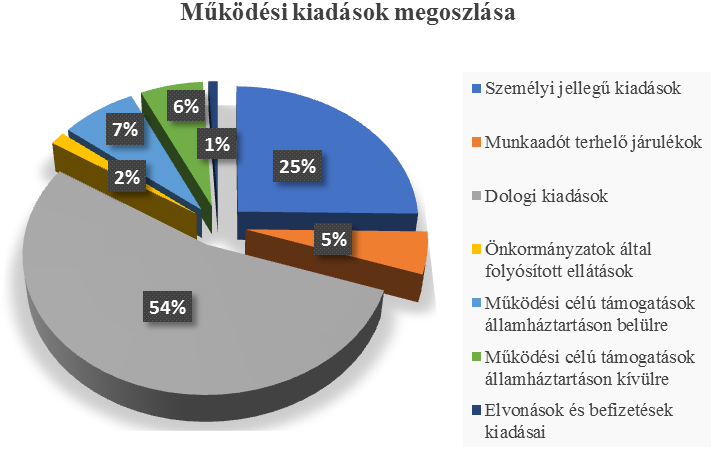 Működési kiadások megoszlása
25%
5%
54%
2%
7%
6%
1%
Személyi jellegű kiadások
Munkaadót terhelő járulékok
Dologi kiadások
Önkormányzatok által
folyósított ellátások
Működési célú támogatások
államháztartáson belülre
Működési célú támogatások
államháztartáson kívülre
Elvonások és befizetések
kiadásai